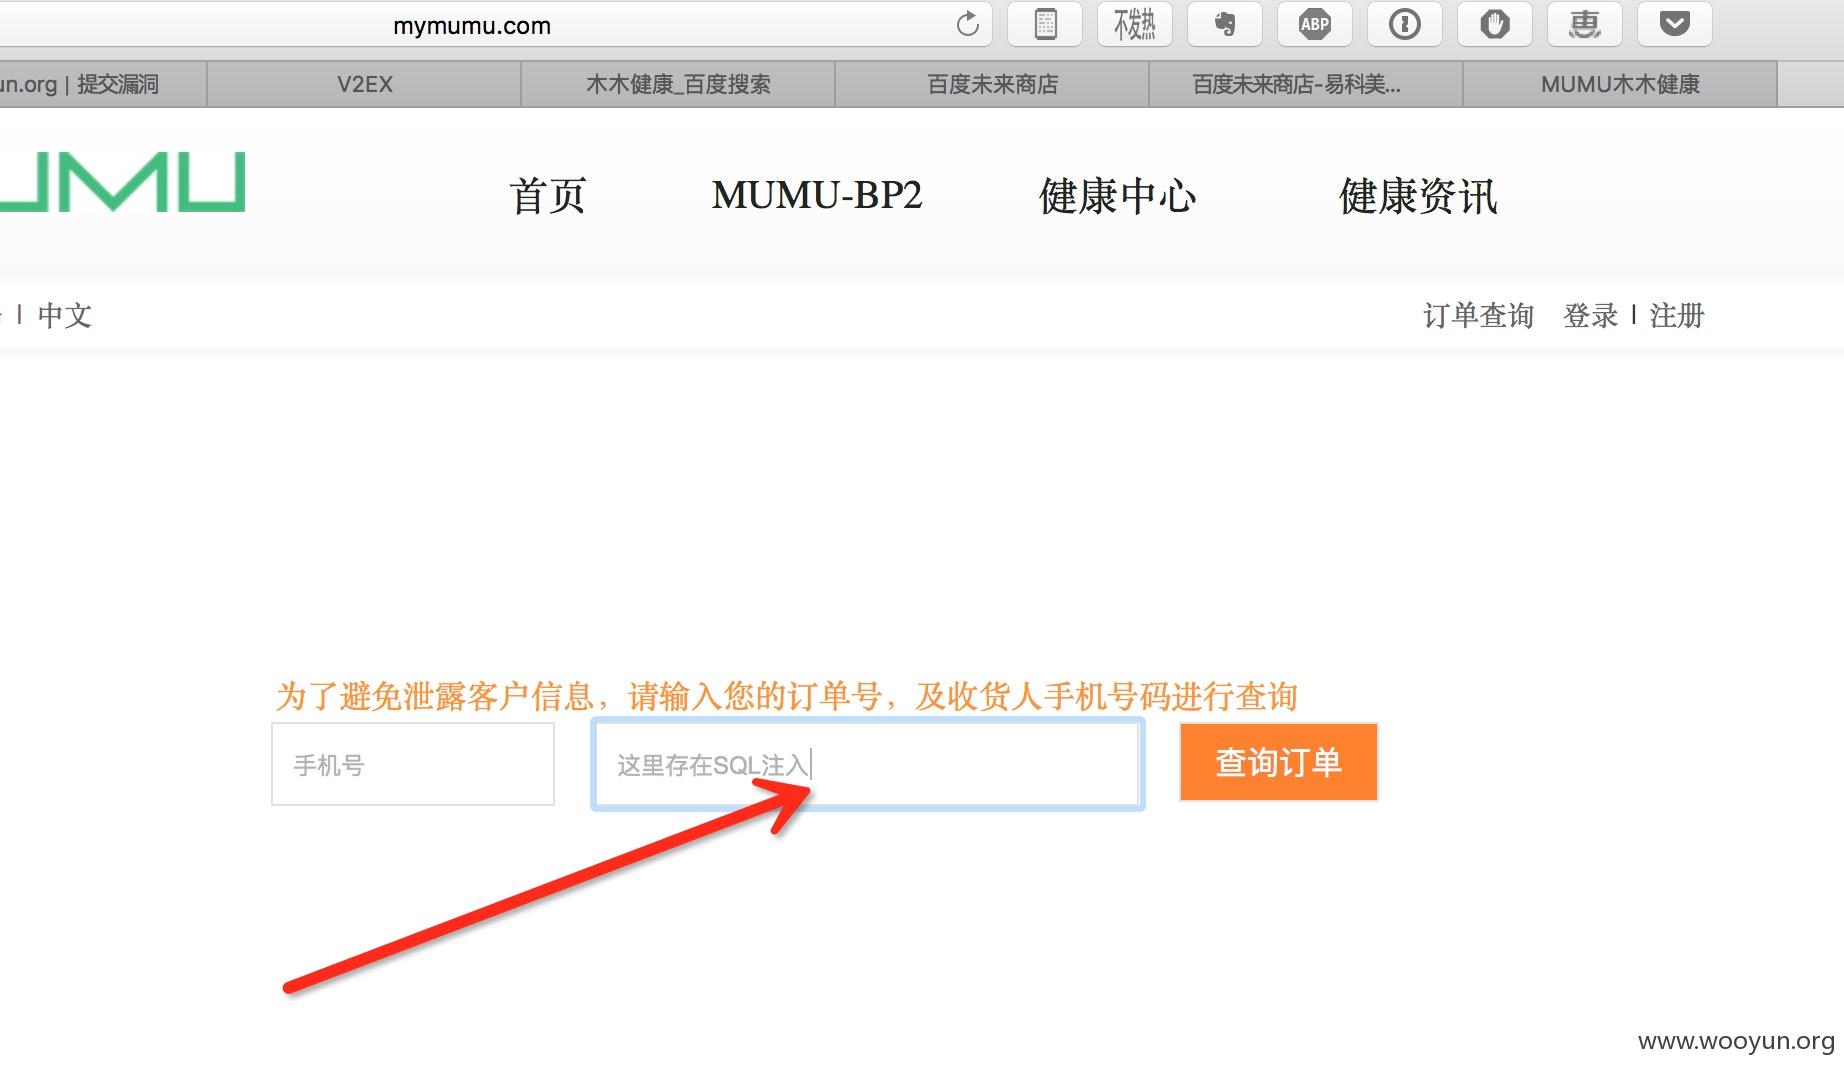 mymumu.com
不发热 ABP 惠
un.org | 提交漏洞 V2EX 木木健康_百度搜索 百度未来商店 百度未来商店-易科美... MUMU木木健康
UMU 首页 MUMU-BP2 健康中心 健康资讯
| 中文 订单查询 登录 | 注册
为了避免泄露客户信息，请输入您的订单号，及收货人手机号码进行查询
手机号 这里存在SQL注入 查询订单
www.wooyun.org